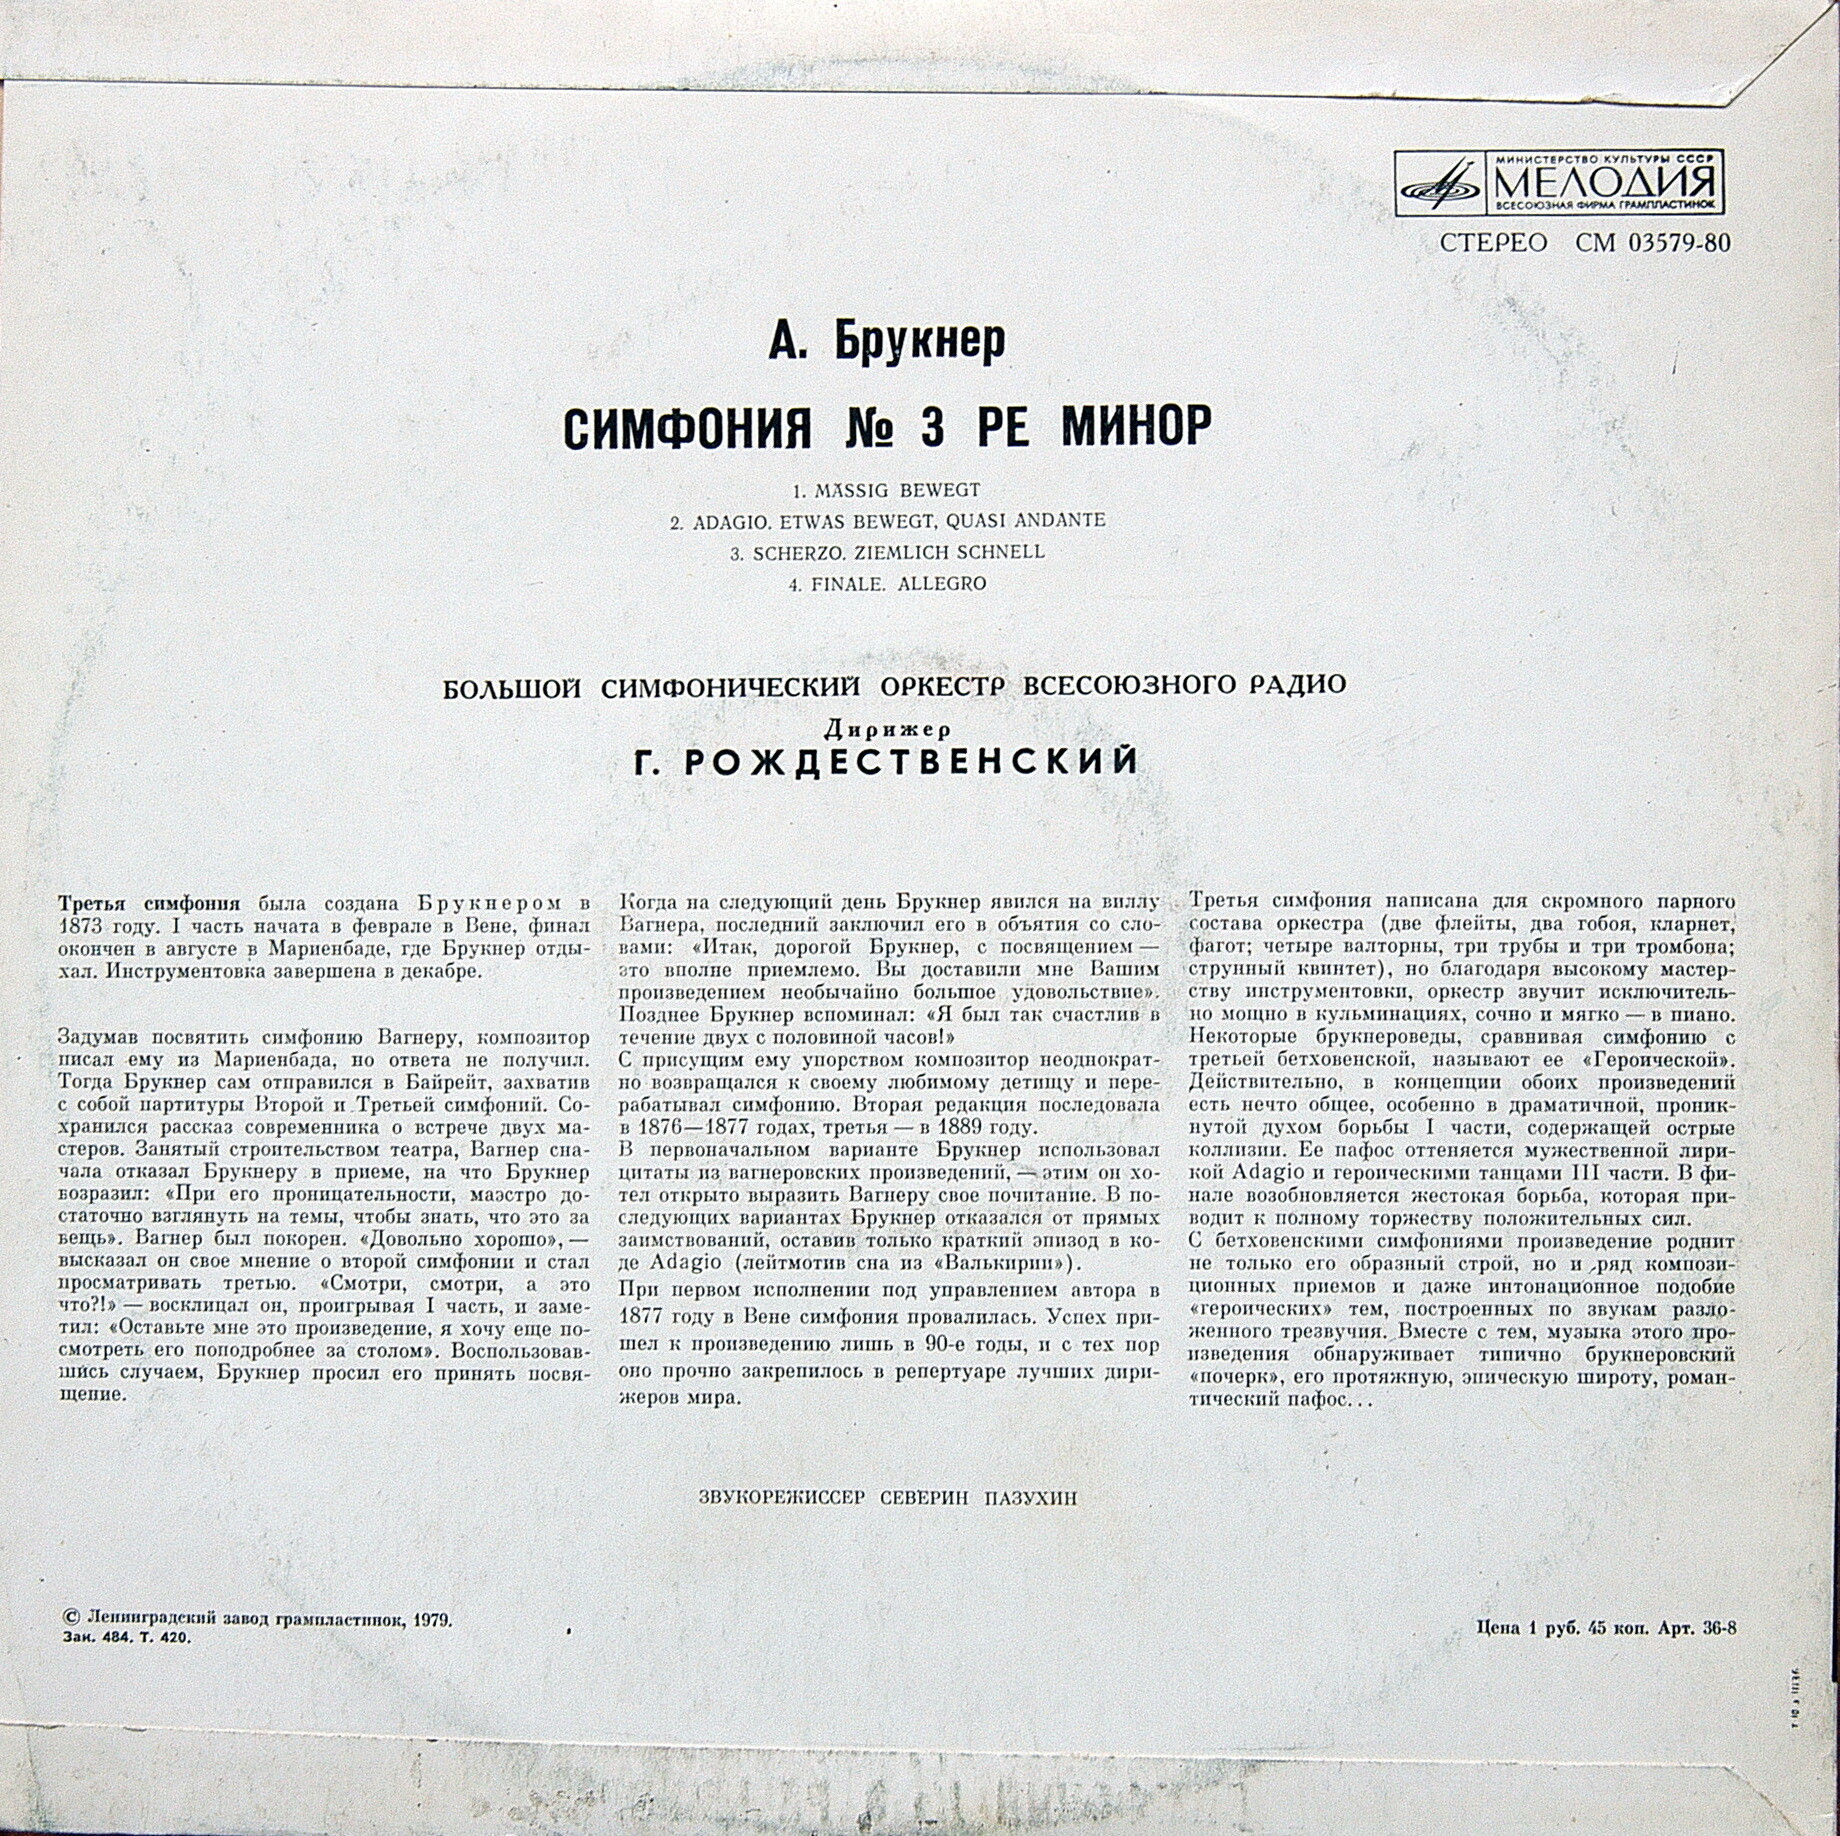 МИНИСТЕРСТВО КУЛЬТУРЫ СССР
МЕЛОДИЯ
ВСЕСОЮЗНАЯ ФИРМА ГРАМПЛАСТИНОК
СТЕРЕО СМ 03579-80
А. Брукнер
СИМФОНИЯ № 3 РЕ МИНОР
1. MÄSSIG BEWEGT
2. ADAGIO. ETWAS BEWEGT, QUASI ANDANTE
3. SCHERZO. ZIEMLICH SCHNELL
4. FINALE. ALLEGRO
БОЛЬШОЙ СИМФОНИЧЕСКИЙ ОРКЕСТР ВСЕСОЮЗНОГО РАДИО
Дирижер
Г. РОЖДЕСТВЕНСКИЙ
Третья симфония была создана Брукнером в
1873 году. I часть начата в феврале в Вене, финал
окончен в августе в Мариенбаде, где Брукнер отды-
хал. Инструментовка завершена в декабре.
Задумав посвятить симфонию Вагнеру, композитор
писал ему из Мариенбада, но ответа не получил.
Тогда Брукнер сам отправился в Байрейт, захватив
с собой партитуры Второй и Третьей симфоний. Со-
хранился рассказ современника о встрече двух ма-
стеров. Занятый строительством театра, Вагнер сна-
чала отказал Брукнеру в приеме, на что Брукнер
возразил: «При его проницательности, маэстро до-
статочно взглянуть на темы, чтобы знать, что это за
вещь». Вагнер был покорен. «Довольно хорошо», —
высказал он свое мнение о второй симфонии и стал
просматривать третью. «Смотри, смотри, а это
что?!» — восклицал он, проигрывая I часть, и заме-
тил: «Оставьте мне это произведение, я хочу еще по-
смотреть его поподробнее за столом». Воспользовав-
шись случаем, Брукнер просил его принять посвя-
щение.
Когда на следующий день Брукнер явился на виллу
Вагнера, последний заключил его в объятия со сло-
вами: «Итак, дорогой Брукнер, с посвящением —
это вполне приемлемо. Вы доставили мне Вашим
произведением необычайно большое удовольствие».
Позднее Брукнер вспоминал: «Я был так счастлив в
течение двух с половиной часов!»
С присущим ему упорством композитор неоднократ-
но возвращался к своему любимому детищу и пере-
рабатывал симфонию. Вторая редакция последовала
в 1876—1877 годах, третья — в 1889 году.
В первоначальном варианте Брукнер использовал
цитаты из вагнеровских произведений, — этим он хо-
тел открыто выразить Вагнеру свое почитание. В по-
следующих вариантах Брукнер отказался от прямых
заимствований, оставив только краткий эпизод в ко-
де Adagio (лейтмотив сна из «Валькирии»).
При первом исполнении под управлением автора в
1877 году в Вене симфония провалилась. Успех при-
шел к произведению лишь в 90-е годы, и с тех пор
оно прочно закрепилось в репертуаре лучших дири-
жеров мира.
Третья симфония написана для скромного парного
состава оркестра (две флейты, два гобоя, кларнет,
фагот; четыре валторны, три трубы и три тромбона;
струнный квинтет), но благодаря высокому мастер-
ству инструментовки, оркестр звучит исключитель-
но мощно в кульминациях, сочно и мягко — в пиано.
Некоторые брукнероведы, сравнивая симфонию с
третьей бетховенской, называют ее «Героической».
Действительно, в концепции обоих произведений
есть нечто общее, особенно в драматичной, проник-
нутой духом борьбы I части, содержащей острые
коллизии. Ее пафос оттеняется мужественной лири-
кой Adagio и героическими танцами III части. В фи-
нале возобновляется жестокая борьба, которая при-
водит к полному торжеству положительных сил.
С бетховенскими симфониями произведение роднит
не только его образный строй, но и ряд компози-
ционных приемов и даже интонационное подобие
«героических» тем, построенных по звукам разло-
женного трезвучия. Вместе с тем, музыка этого про-
изведения обнаруживает типично брукнеровский
«почерк», его протяжную, эпическую широту, роман-
тический пафос...
ЗВУКОРЕЖИССЕР СЕВЕРИН ПАЗУХИН
© Ленинградский завод грампластинок, 1979.
Зак. 484. Т. 420.
Цена 1 руб. 45 коп. Арт. 36-8